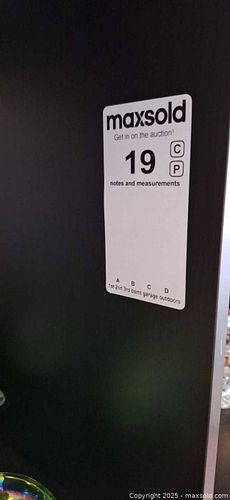 maxsold
Get in on the auction!
19
C
P
notes and measurements
A B C D
1st 2nd 3rd bsmt garage outdoors
Copyright 2025 - maxsold.com